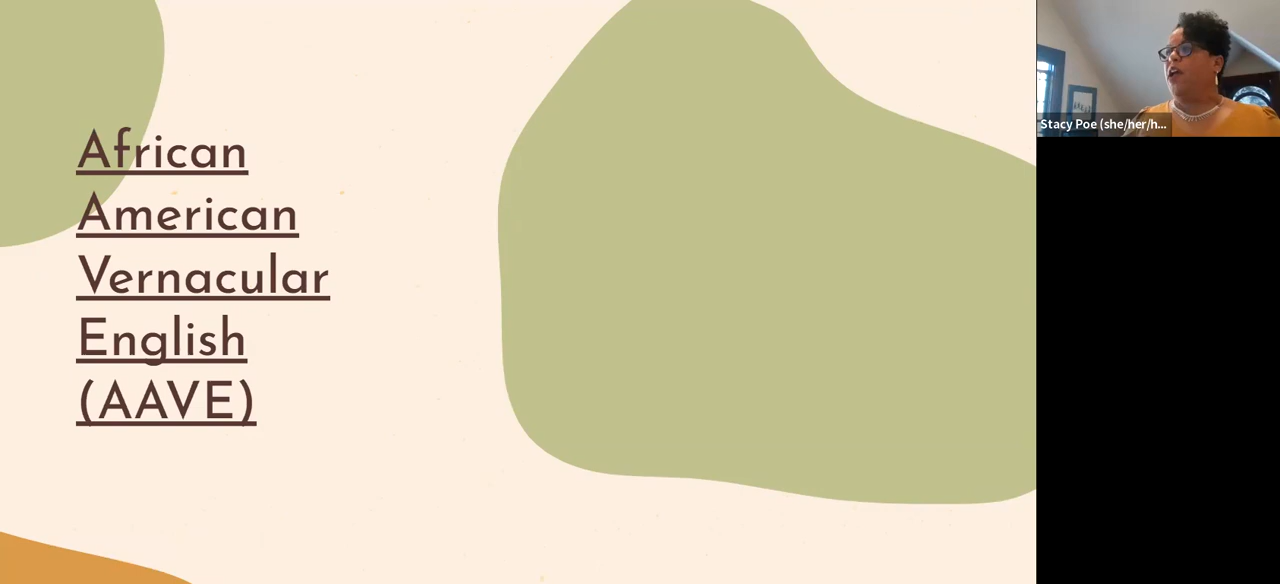 African
American
Vernacular
English
(AAVE)
Stacy Poe (she/her/h...